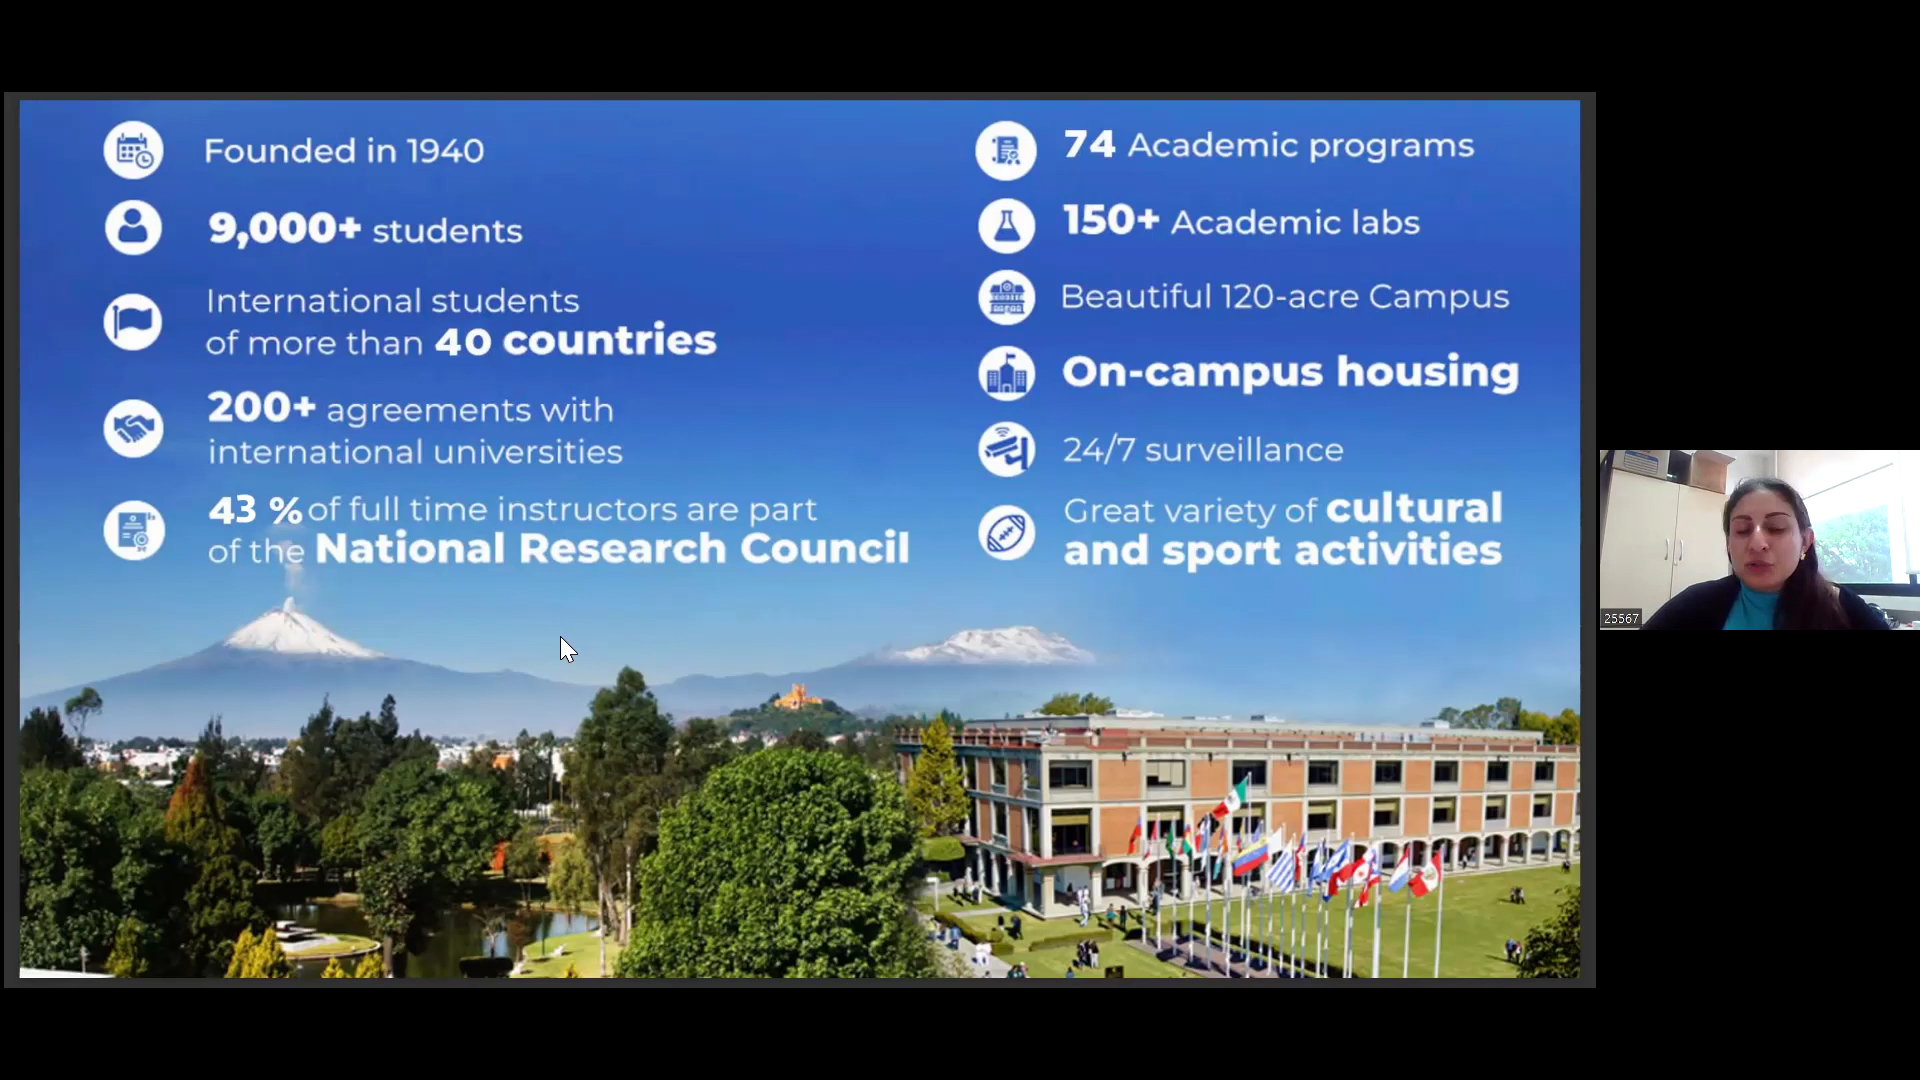 Founded in 1940
9,000+ students
International students
of more than 40 countries
200+ agreements with
international universities
43 % of full time instructors are part
of the National Research Council
74 Academic programs
150+ Academic labs
Beautiful 120-acre Campus
On-campus housing
24/7 surveillance
Great variety of cultural
and sport activities
25567